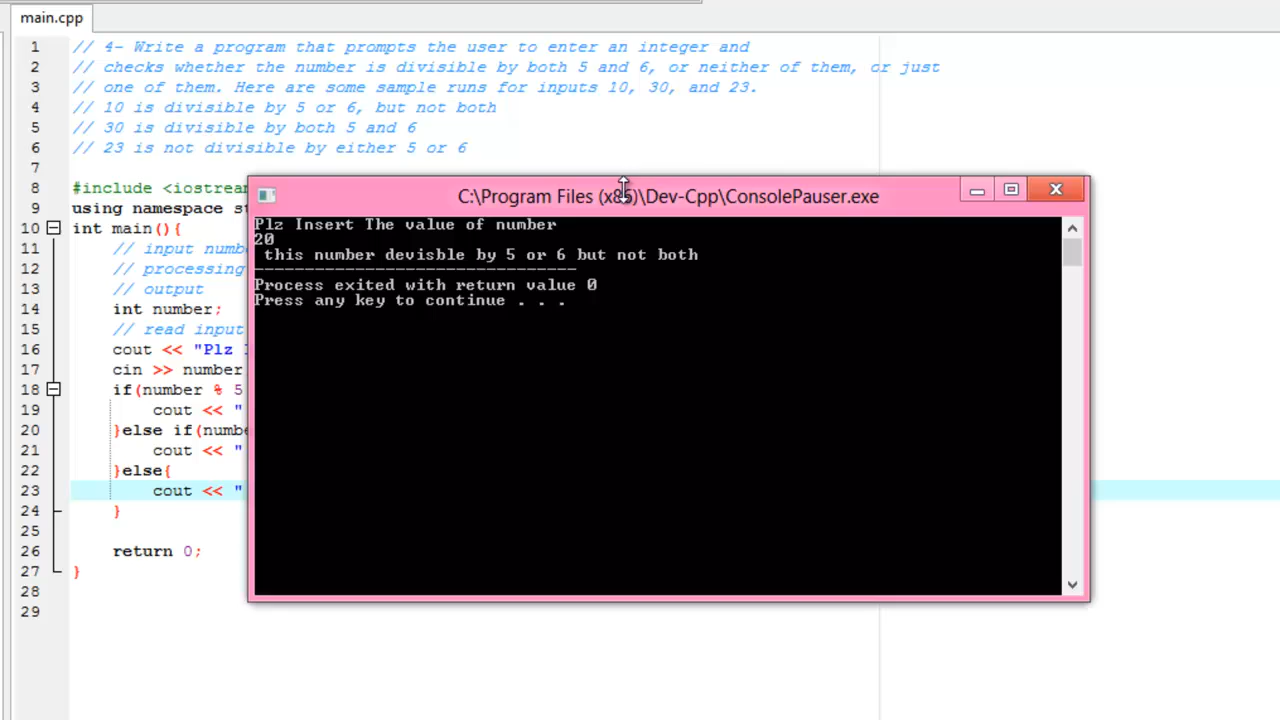 main.cpp
1 // 4- Write a program that prompts the user to enter an integer and
2 // checks whether the number is divisible by both 5 and 6, or neither of them, or just
3 // one of them. Here are some sample runs for inputs 10, 30, and 23.
4 // 10 is divisible by 5 or 6, but not both
5 // 30 is divisible by both 5 and 6
6 // 23 is not divisible by either 5 or 6
7
8 #include <iostream
9 using namespace st
10 int main(){
11 // input numb
12 // processing
13 // output
14 int number;
15 // read input
16 cout << "Plz I
17 cin >> number
18 if(number % 5
19 cout << "
20 }else if(numbe
21 cout << "
22 }else{
23 cout << "
24 }
25
26 return 0;
27 }
28
29
C:\Program Files (x86)\Dev-Cpp\ConsolePauser.exe
Plz Insert The value of number
20
this number devisble by 5 or 6 but not both
--------------------------------
Process exited with return value 0
Press any key to continue . . .